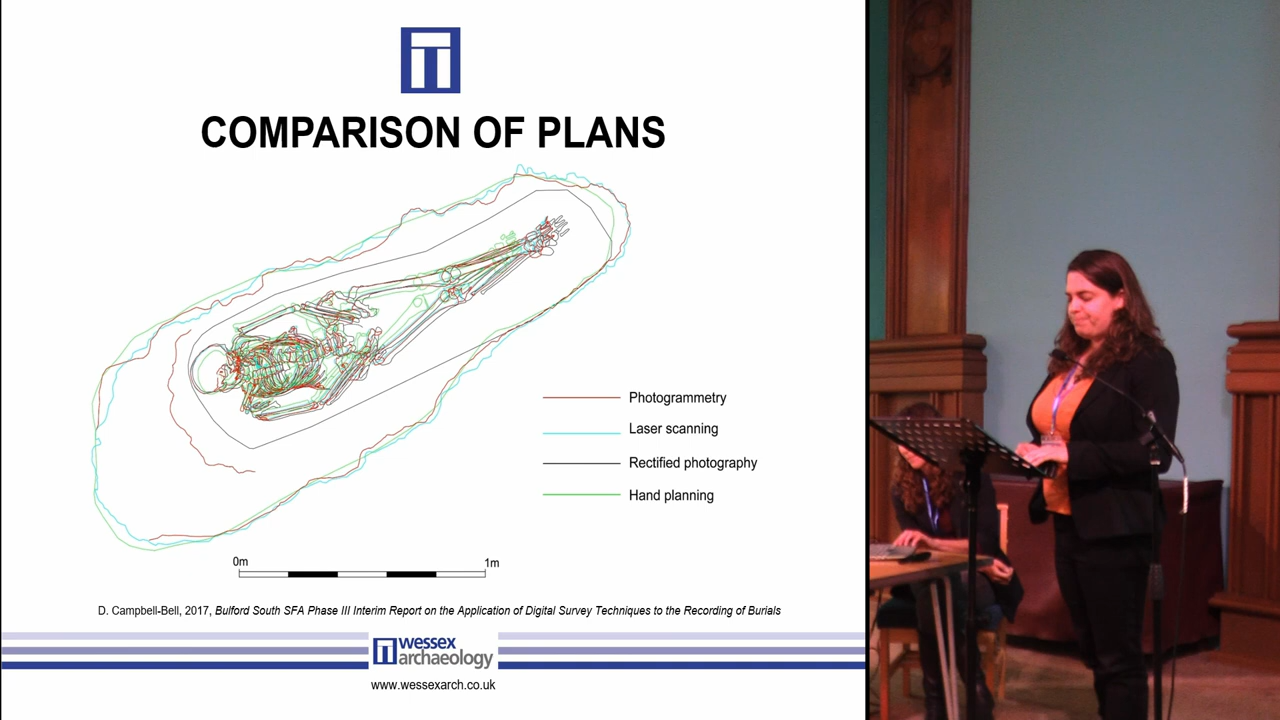 COMPARISON OF PLANS
Photogrammetry
Laser scanning
Rectified photography
Hand planning
0m
1m
D. Campbell-Bell, 2017, Bulford South SFA Phase III Interim Report on the Application of Digital Survey Techniques to the Recording of Burials
wessex
archaeology
www.wessexarch.co.uk